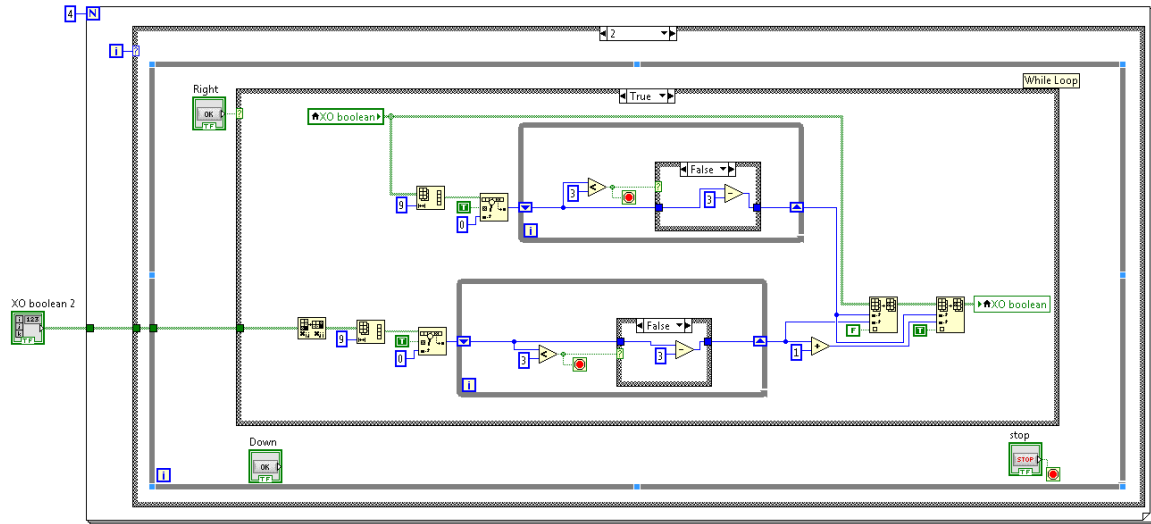 4 N
2
i ?
While Loop
Right
OK
TF
?
True
XO boolean
False
3 < ?
3 -
9
T
0
i
XO boolean 2
i 123
j
k
TF
XO boolean
F
T
False
9
T
0
3 < ?
3 -
1 +
i
Down
OK
TF
stop
STOP
TF
i